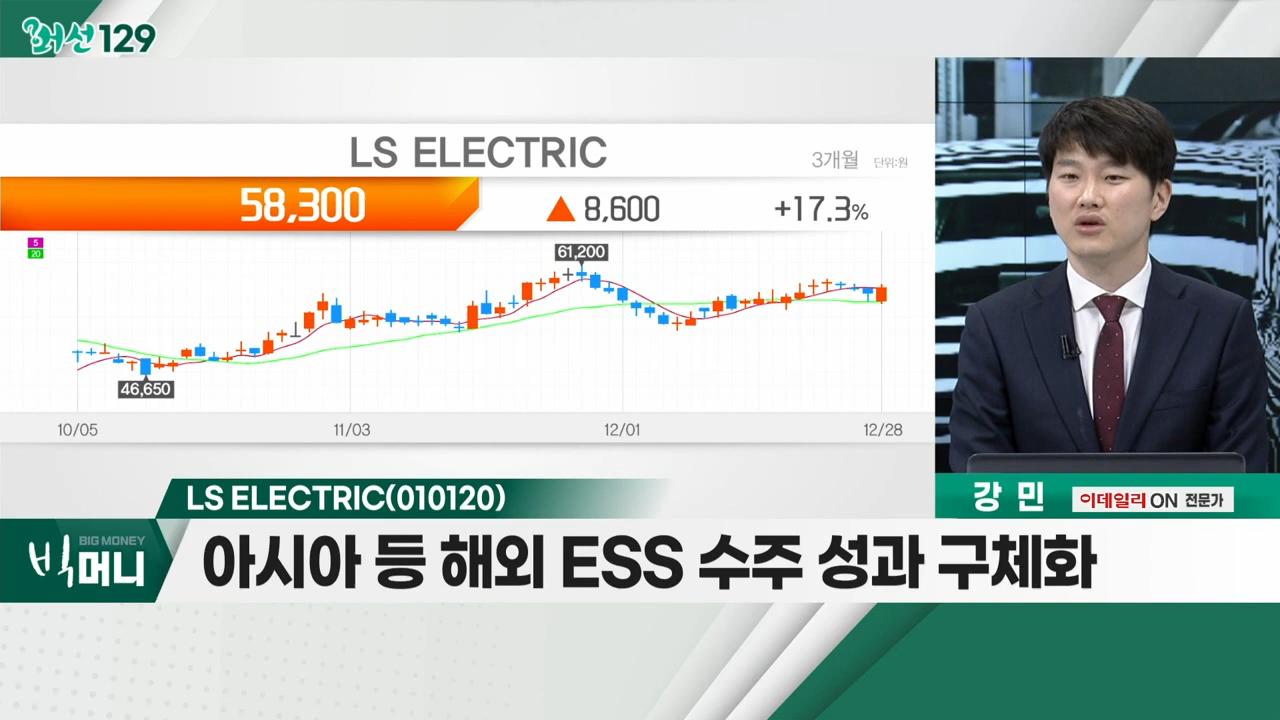 최선129
LS ELECTRIC
3개월 단위:원
58,300 ▲ 8,600 +17.3%
5
20
61,200
46,650
10/05 11/03 12/01 12/28
LS ELECTRIC(010120)
강 민 이데일리 ON 전문가
BIG MONEY
빅머니
아시아 등 해외 ESS 수주 성과 구체화